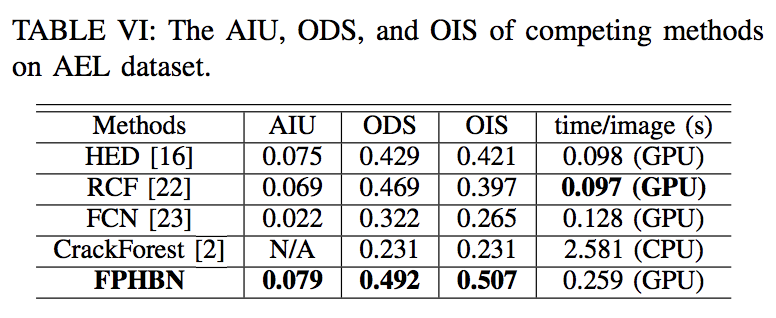 TABLE VI: The AIU, ODS, and OIS of competing methods
on AEL dataset.
Methods AIU ODS OIS time/image (s)
HED [16] 0.075 0.429 0.421 0.098 (GPU)
RCF [22] 0.069 0.469 0.397 0.097 (GPU)
FCN [23] 0.022 0.322 0.265 0.128 (GPU)
CrackForest [2] N/A 0.231 0.231 2.581 (CPU)
FPHBN 0.079 0.492 0.507 0.259 (GPU)